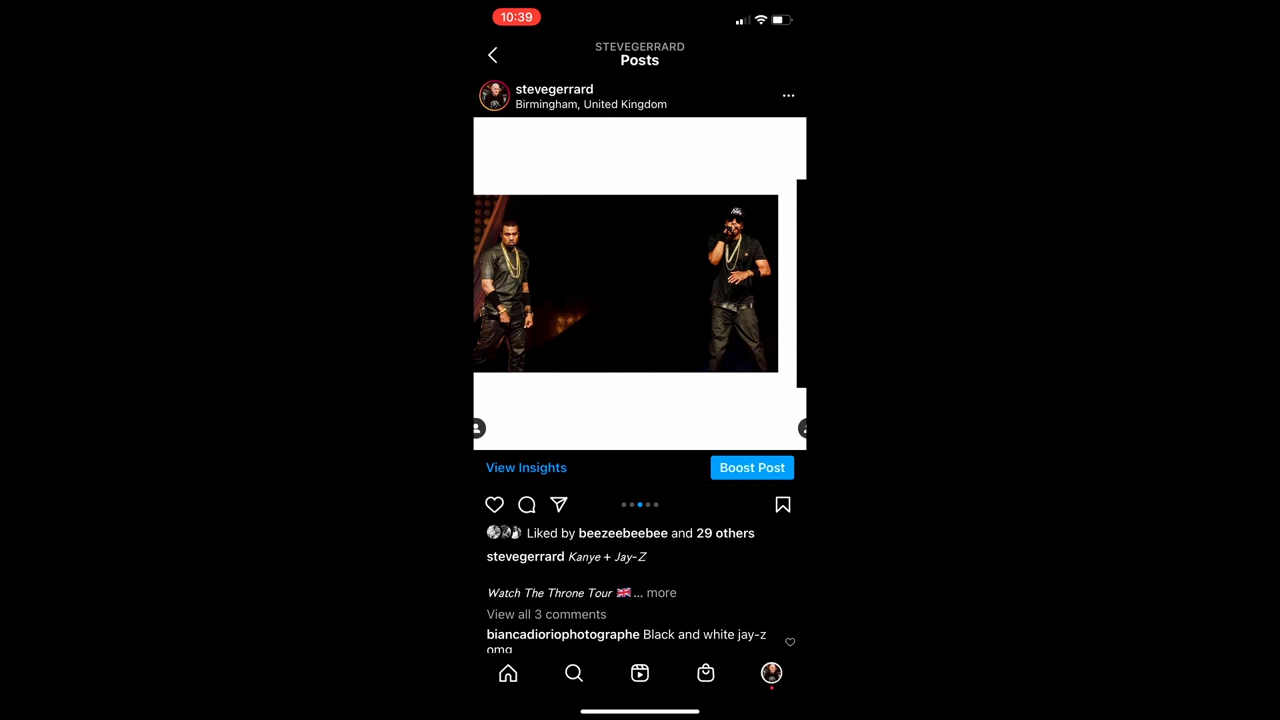 10:39
STEVEGERRARD
Posts
stevegerrard
Birmingham, United Kingdom
View Insights
Boost Post
Liked by beezeebeebee and 29 others
stevegerrard Kanye + Jay-Z
Watch The Throne Tour 🇬🇧 ... more
View all 3 comments
biancadioriophotographe Black and white jay-z
omg